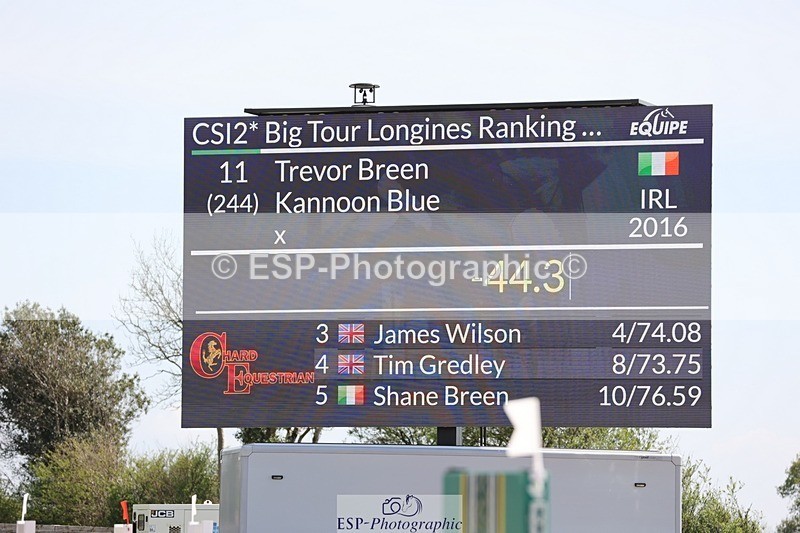 CSI2* Big Tour Longines Ranking ... EQUIPE
11 Trevor Breen
(244) Kannoon Blue IRL
x 2016
© ESP-Photographic ©
-44.3
3 James Wilson 4/74.08
CHARD EQUESTRIAN
4 Tim Gredley 8/73.75
5 Shane Breen 10/76.59
JCB
ESP-Photographic